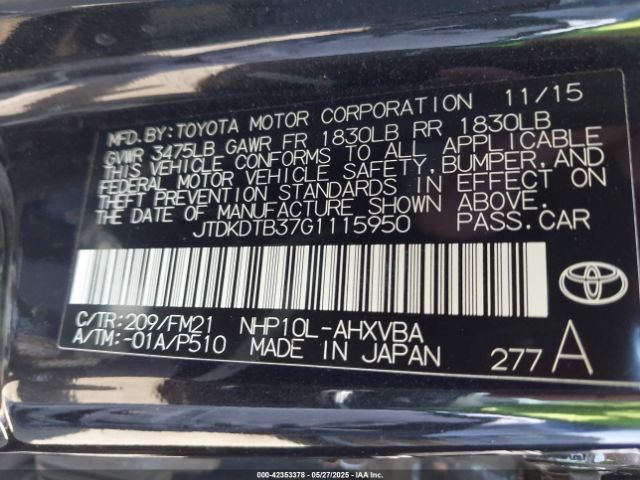 MFD.BY:TOYOTA MOTOR CORPORATION 11/15
GVWR 3475LB GAWR FR 1830LB RR 1830LB
THIS VEHICLE CONFORMS TO ALL APPLICABLE
FEDERAL MOTOR VEHICLE SAFETY,BUMPER,AND
THEFT PREVENTION STANDARDS IN EFFECT ON
THE DATE OF MANUFACTURE SHOWN ABOVE.
JTDKDTB37G1115950 PASS.CAR
C/TR:209/FM21 NHP10L-AHXVBA
A/TM:-01A/P510 MADE IN JAPAN 277 A
TOYOTA
000-42353378 - 05/27/2025 - IAA Inc.